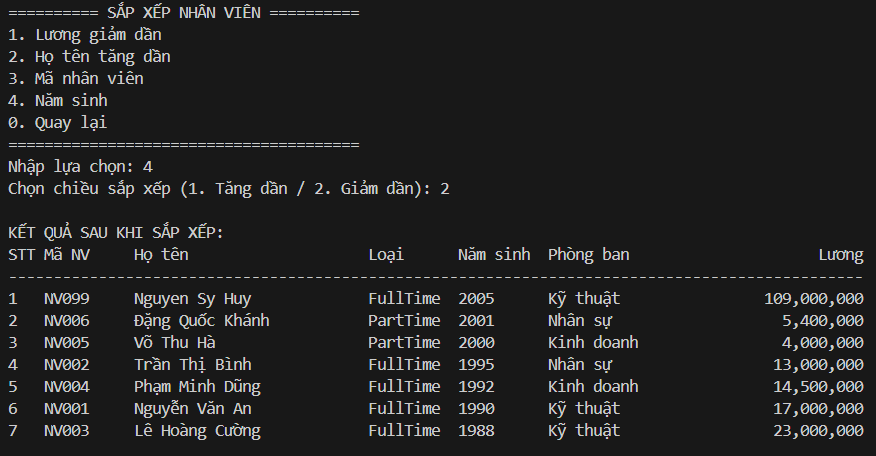 ========== SẮP XẾP NHÂN VIÊN ==========
1. Lương giảm dần
2. Họ tên tăng dần
3. Mã nhân viên
4. Năm sinh
0. Quay lại
=======================================
Nhập lựa chọn: 4
Chọn chiều sắp xếp (1. Tăng dần / 2. Giảm dần): 2
KẾT QUẢ SAU KHI SẮP XẾP:
STT Mã NV     Họ tên                    Loại      Năm sinh  Phòng ban                     Lương
-----------------------------------------------------------------------------------------------
1   NV099     Nguyen Sy Huy             FullTime  2005      Kỹ thuật                109,000,000
2   NV006     Đặng Quốc Khánh           PartTime  2001      Nhân sự                   5,400,000
3   NV005     Võ Thu Hà                 PartTime  2000      Kinh doanh                4,000,000
4   NV002     Trần Thị Bình             FullTime  1995      Nhân sự                  13,000,000
5   NV004     Phạm Minh Dũng            FullTime  1992      Kinh doanh               14,500,000
6   NV001     Nguyễn Văn An             FullTime  1990      Kỹ thuật                 17,000,000
7   NV003     Lê Hoàng Cường            FullTime  1988      Kỹ thuật                 23,000,000